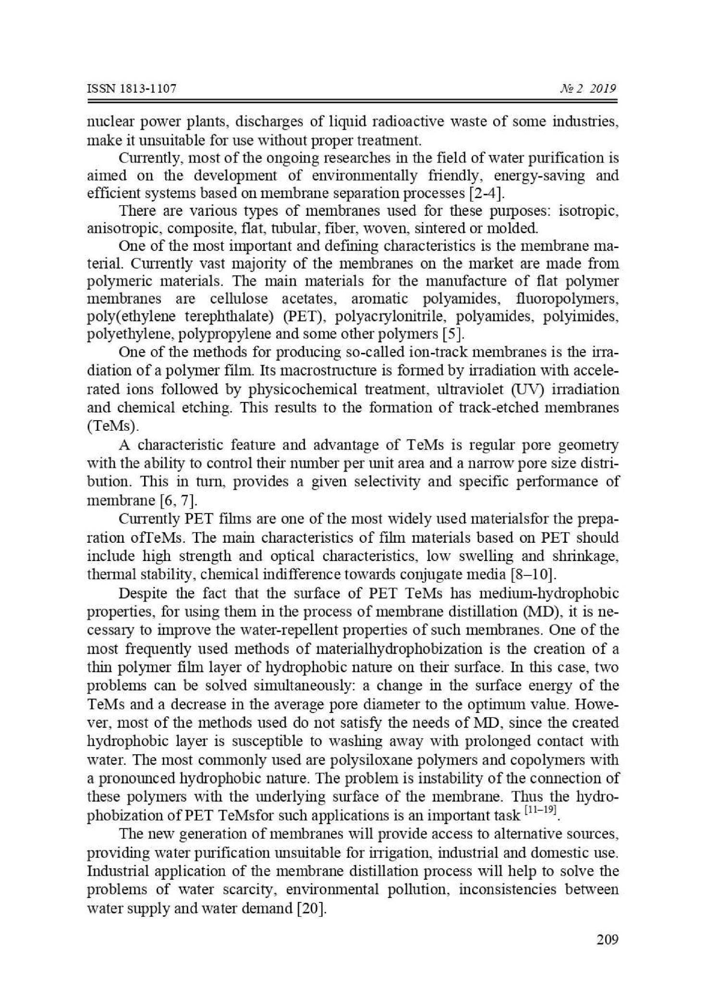 ISSN 1813-1107 № 2 2019
nuclear power plants, discharges of liquid radioactive waste of some industries,
make it unsuitable for use without proper treatment.
Currently, most of the ongoing researches in the field of water purification is
aimed on the development of environmentally friendly, energy-saving and
efficient systems based on membrane separation processes [2-4].
There are various types of membranes used for these purposes: isotropic,
anisotropic, composite, flat, tubular, fiber, woven, sintered or molded.
One of the most important and defining characteristics is the membrane ma-
terial. Currently vast majority of the membranes on the market are made from
polymeric materials. The main materials for the manufacture of flat polymer
membranes are cellulose acetates, aromatic polyamides, fluoropolymers,
poly(ethylene terephthalate) (PET), polyacrylonitrile, polyamides, polyimides,
polyethylene, polypropylene and some other polymers [5].
One of the methods for producing so-called ion-track membranes is the irra-
diation of a polymer film. Its macrostructure is formed by irradiation with accele-
rated ions followed by physicochemical treatment, ultraviolet (UV) irradiation
and chemical etching. This results to the formation of track-etched membranes
(TeMs).
A characteristic feature and advantage of TeMs is regular pore geometry
with the ability to control their number per unit area and a narrow pore size distri-
bution. This in turn, provides a given selectivity and specific performance of
membrane [6, 7].
Currently PET films are one of the most widely used materialsfor the prepa-
ration ofTeMs. The main characteristics of film materials based on PET should
include high strength and optical characteristics, low swelling and shrinkage,
thermal stability, chemical indifference towards conjugate media [8–10].
Despite the fact that the surface of PET TeMs has medium-hydrophobic
properties, for using them in the process of membrane distillation (MD), it is ne-
cessary to improve the water-repellent properties of such membranes. One of the
most frequently used methods of materialhydrophobization is the creation of a
thin polymer film layer of hydrophobic nature on their surface. In this case, two
problems can be solved simultaneously: a change in the surface energy of the
TeMs and a decrease in the average pore diameter to the optimum value. Howe-
ver, most of the methods used do not satisfy the needs of MD, since the created
hydrophobic layer is susceptible to washing away with prolonged contact with
water. The most commonly used are polysiloxane polymers and copolymers with
a pronounced hydrophobic nature. The problem is instability of the connection of
these polymers with the underlying surface of the membrane. Thus the hydro-
phobization of PET TeMsfor such applications is an important task [11–19].
The new generation of membranes will provide access to alternative sources,
providing water purification unsuitable for irrigation, industrial and domestic use.
Industrial application of the membrane distillation process will help to solve the
problems of water scarcity, environmental pollution, inconsistencies between
water supply and water demand [20].
209